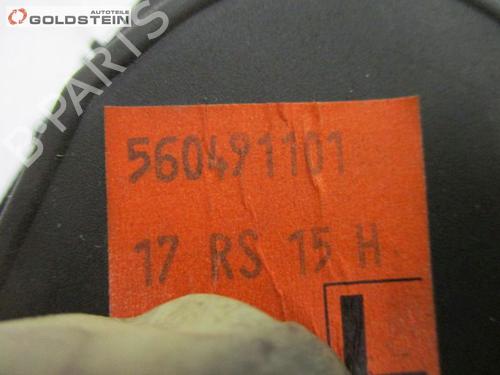 AUTOTEILE
GOLDSTEIN
B-PARTS
560491101
17 RS 15 H
L